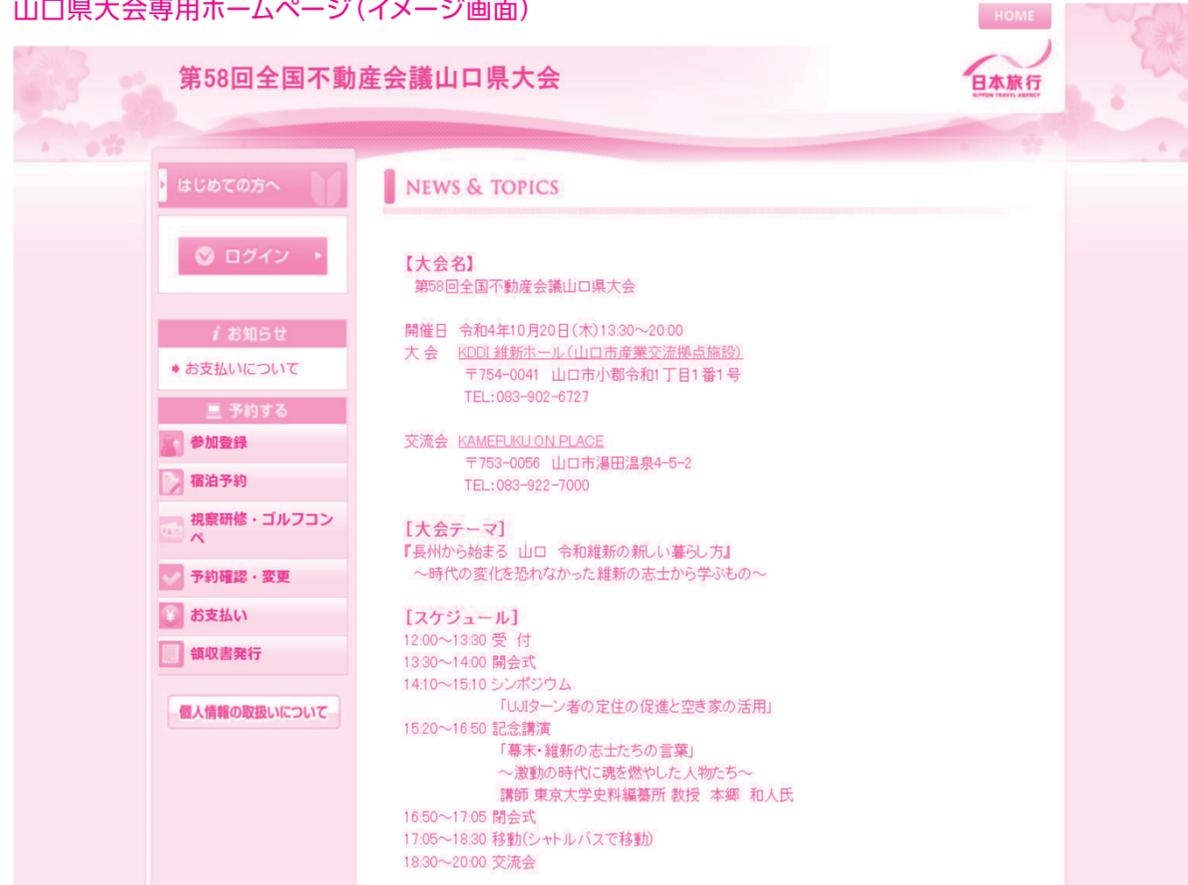 山口県大会専用ホームページ（イメージ画面）
HOME
第58回全国不動産会議山口県大会
日本旅行
NIPPON TRAVEL AGENCY
はじめての方へ
ログイン
i お知らせ
お支払いについて
予約する
参加登録
宿泊予約
視察研修・ゴルフコン
ペ
予約確認・変更
お支払い
領収書発行
個人情報の取扱いについて
NEWS & TOPICS
【大会名】
第58回全国不動産会議山口県大会
開催日 令和4年10月20日(木)13:30～20:00
大 会 KDDI 維新ホール(山口市産業交流拠点施設)
〒754-0041 山口市小郡令和1丁目1番1号
TEL:083-902-6727
交流会 KAMEFUKU ON PLACE
〒753-0056 山口市湯田温泉4-5-2
TEL:083-922-7000
[大会テーマ]
『長州から始まる 山口 令和維新の新しい暮らし方』
～時代の変化を恐れなかった維新の志士から学ぶもの～
[スケジュール]
12:00～13:30 受 付
13:30～14:00 開会式
14:10～15:10 シンポジウム
「UJIターン者の定住の促進と空き家の活用」
15:20～16:50 記念講演
「幕末・維新の志士たちの言葉」
～激動の時代に魂を燃やした人物たち～
講師 東京大学史料編纂所 教授 本郷 和人氏
16:50～17:05 閉会式
17:05～18:30 移動(シャトルバスで移動)
18:30～20:00 交流会